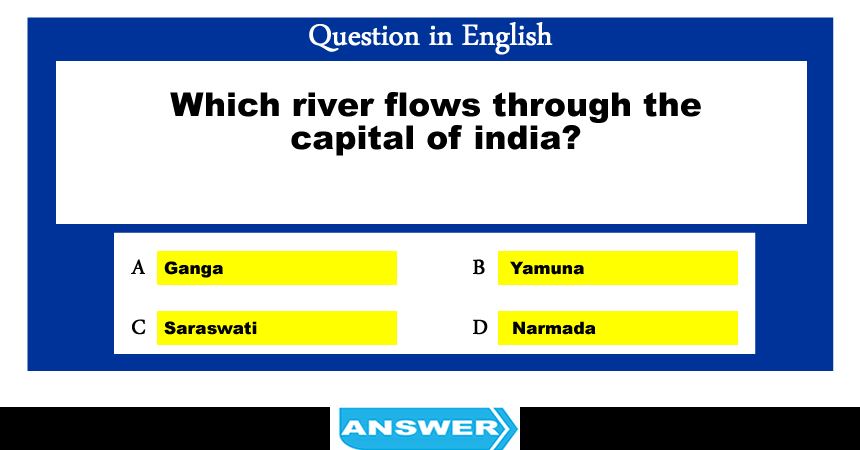 Question in English
Which river flows through the
capital of india?
A Ganga
B Yamuna
C Saraswati
D Narmada
ANSWER